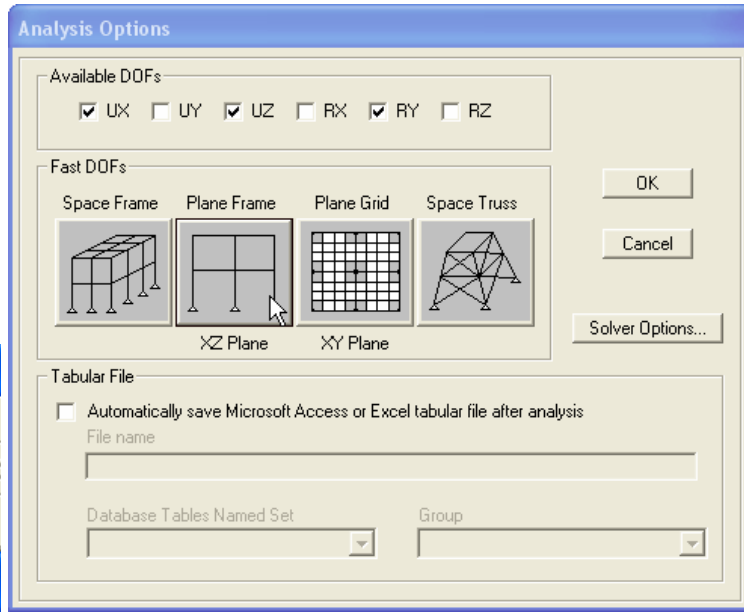 Analysis Options
Available DOFs
UX UY UZ RX RY RZ
Fast DOFs
Space Frame Plane Frame Plane Grid Space Truss
XZ Plane XY Plane
OK
Cancel
Solver Options...
Tabular File
Automatically save Microsoft Access or Excel tabular file after analysis
File name
Database Tables Named Set Group